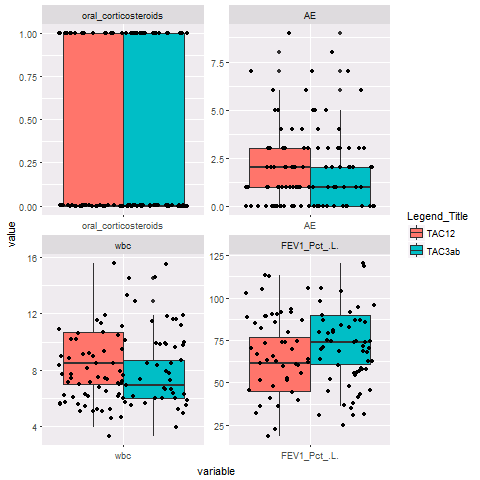 oral_corticosteroids
AE
1.00
0.75
0.50
0.25
0.00
7.5
5.0
2.5
0.0
oral_corticosteroids
AE
wbc
FEV1_Pct_.L.
16
12
8
4
125
100
75
50
25
wbc
FEV1_Pct_.L.
value
variable
Legend_Title
TAC12
TAC3ab